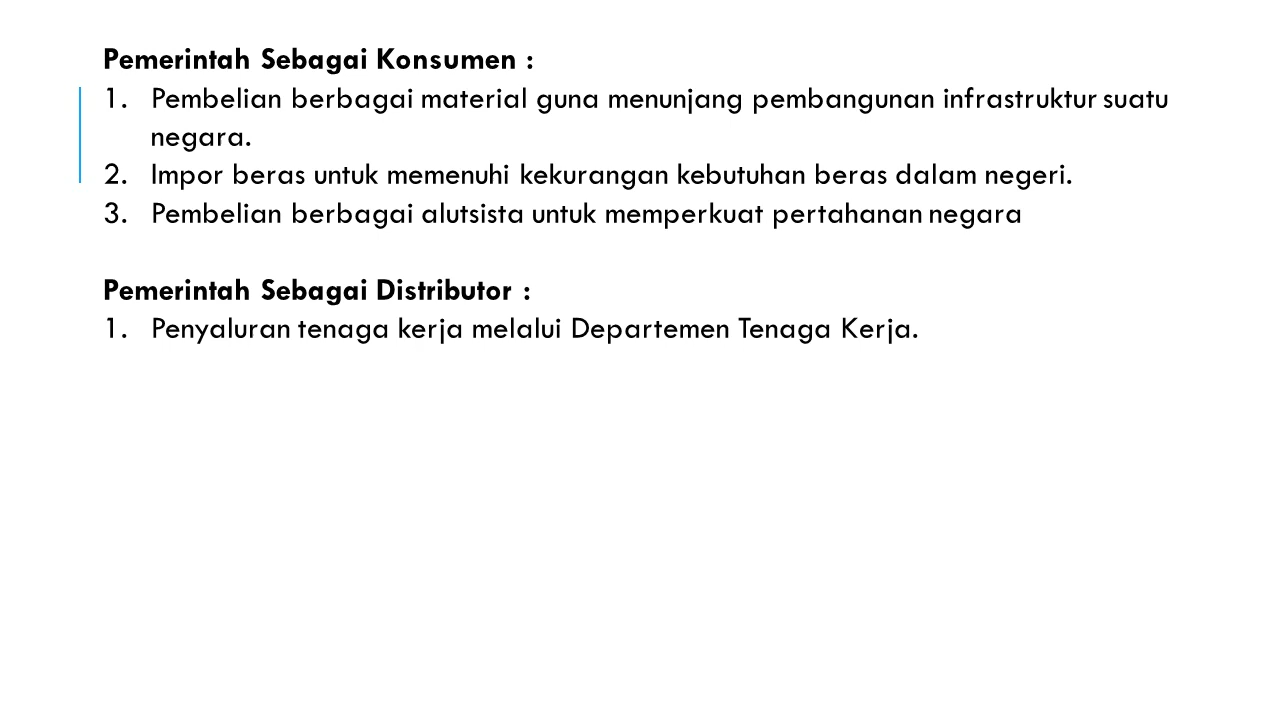 Pemerintah Sebagai Konsumen :
1. Pembelian berbagai material guna menunjang pembangunan infrastruktur suatu
negara.
2. Impor beras untuk memenuhi kekurangan kebutuhan beras dalam negeri.
3. Pembelian berbagai alutsista untuk memperkuat pertahanan negara
Pemerintah Sebagai Distributor :
1. Penyaluran tenaga kerja melalui Departemen Tenaga Kerja.